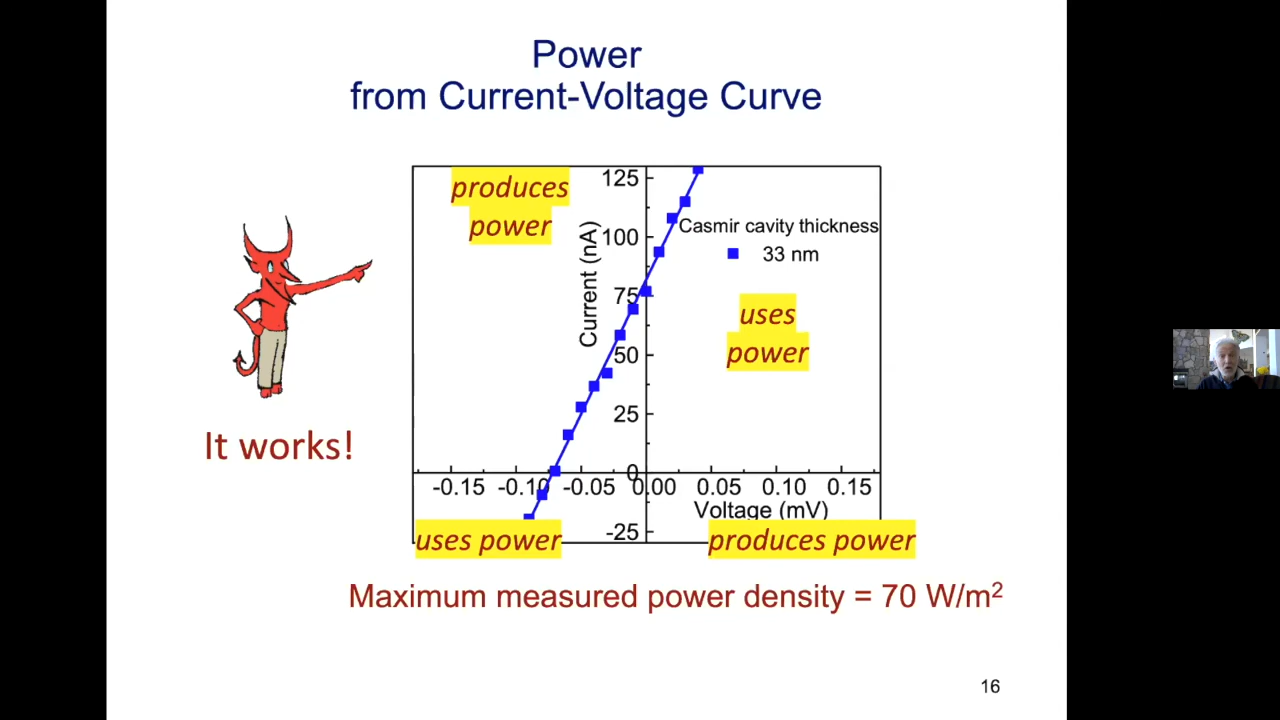 Power
from Current-Voltage Curve
produces
power
125
100
75
50
25
0
-25
Current (nA)
Casmir cavity thickness
33 nm
uses
power
It works!
-0.15 -0.10 -0.05 0.00 0.05 0.10 0.15
Voltage (mV)
uses power
produces power
Maximum measured power density = 70 W/m²
16